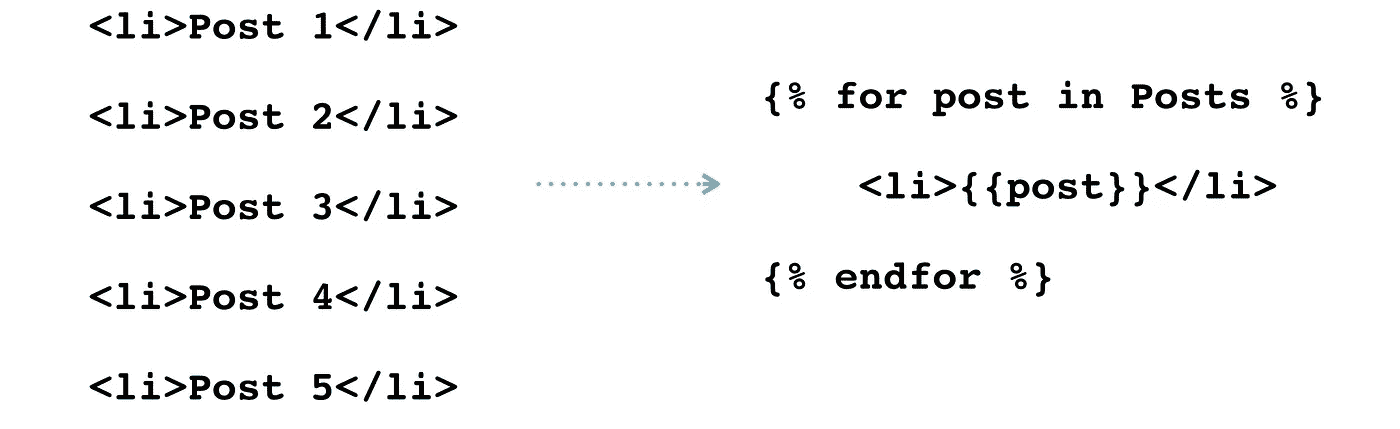 <li>Post 1</li>
<li>Post 2</li>
<li>Post 3</li>
<li>Post 4</li>
<li>Post 5</li>
{% for post in Posts %}
<li>{{post}}</li>
{% endfor %}